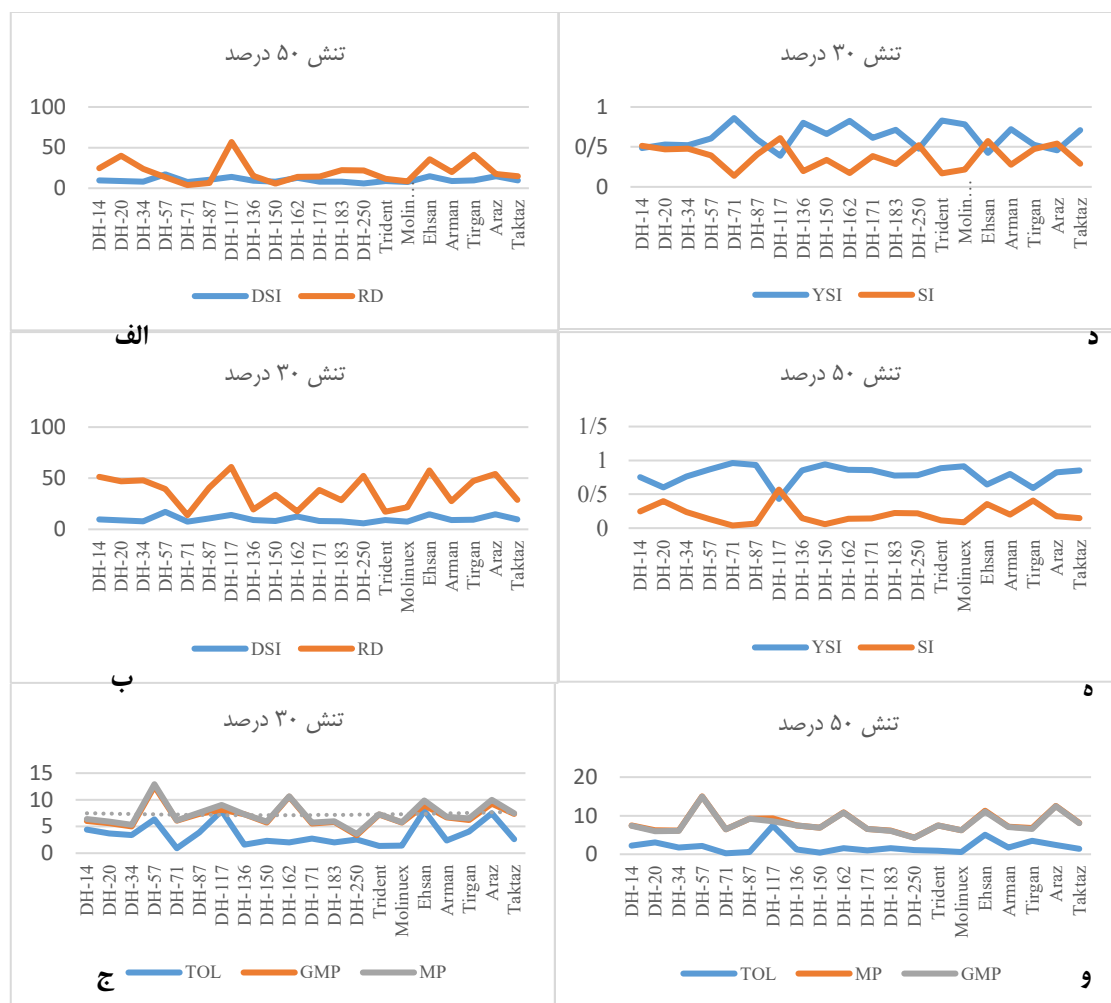 تنش ۵۰ درصد
100
50
0
DH-14
DH-20
DH-34
DH-57
DH-71
DH-87
DH-117
DH-136
DH-150
DH-162
DH-171
DH-183
DH-250
Trident
Molin…
Ehsan
Arman
Tirgan
Araz
Taktaz
DSI RD
الف
تنش ۳۰ درصد
1
0/5
0
DH-14
DH-20
DH-34
DH-57
DH-71
DH-87
DH-117
DH-136
DH-150
DH-162
DH-171
DH-183
DH-250
Trident
Molin…
Ehsan
Arman
Tirgan
Araz
Taktaz
YSI SI
د
تنش ۳۰ درصد
100
50
0
DH-14
DH-20
DH-34
DH-57
DH-71
DH-87
DH-117
DH-136
DH-150
DH-162
DH-171
DH-183
DH-250
Trident
Molinuex
Ehsan
Arman
Tirgan
Araz
Taktaz
DSI RD
ب
تنش ۵۰ درصد
1/5
1
0/5
0
DH-14
DH-20
DH-34
DH-57
DH-71
DH-87
DH-117
DH-136
DH-150
DH-162
DH-171
DH-183
DH-250
Trident
Molinuex
Ehsan
Arman
Tirgan
Araz
Taktaz
YSI SI
ه
تنش ۳۰ درصد
15
10
5
0
DH-14
DH-20
DH-34
DH-57
DH-71
DH-87
DH-117
DH-136
DH-150
DH-162
DH-171
DH-183
DH-250
Trident
Molinuex
Ehsan
Arman
Tirgan
Araz
Taktaz
TOL GMP MP
ج
تنش ۵۰ درصد
20
10
0
DH-14
DH-20
DH-34
DH-57
DH-71
DH-87
DH-117
DH-136
DH-150
DH-162
DH-171
DH-183
DH-250
Trident
Molinuex
Ehsan
Arman
Tirgan
Araz
Taktaz
TOL MP GMP
و